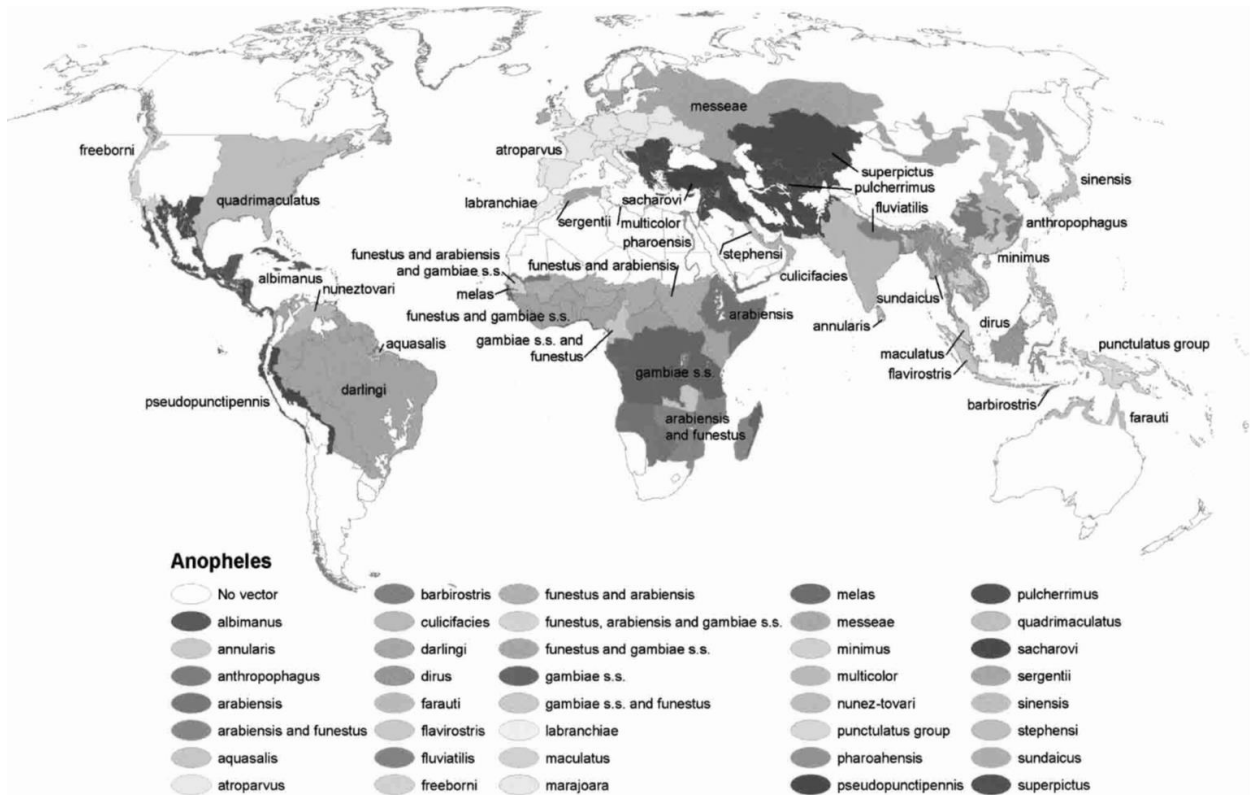 messeae
freeborni
atroparvus
superpictus
pulcherrimus
sinensis
quadrimaculatus
labranchiae
sacharovi
fluviatilis
sergentii
multicolor
anthropophagus
pharoensis
stephensi
minimus
funestus and arabiensis
and gambiae s.s.
funestus and arabiensis
culicifacies
albimanus
nuneztovari
melas
sundaicus
funestus and gambiae s.s.
arabiensis
annularis
dirus
gambiae s.s. and
funestus
aquasalis
maculatus
punctulatus group
gambiae s.s.
flavirostris
darlingi
pseudopunctipennis
barbirostris
arabiensis
and funestus
farauti
Anopheles
No vector
albimanus
annularis
anthropophagus
arabiensis
arabiensis and funestus
aquasalis
atroparvus
barbirostris
culicifacies
darlingi
dirus
farauti
flavirostris
fluviatilis
freeborni
funestus and arabiensis
funestus, arabiensis and gambiae s.s.
funestus and gambiae s.s.
gambiae s.s.
gambiae s.s. and funestus
labranchiae
maculatus
marajoara
melas
messeae
minimus
multicolor
nunez-tovari
punctulatus group
pharoahensis
pseudopunctipennis
pulcherrimus
quadrimaculatus
sacharovi
sergentii
sinensis
stephensi
sundaicus
superpictus